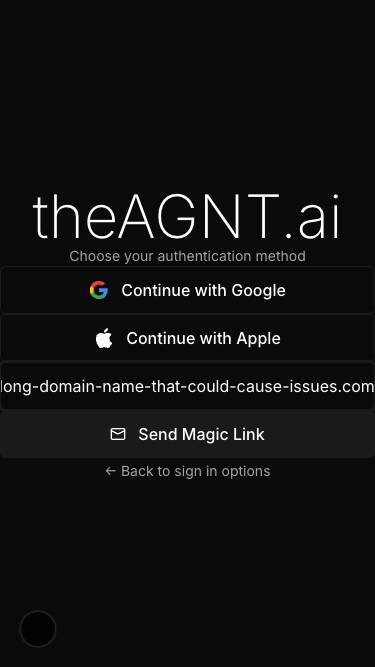 theAGNT.ai
Choose your authentication method
Continue with Google
Continue with Apple
long-domain-name-that-could-cause-issues.com
Send Magic Link
← Back to sign in options